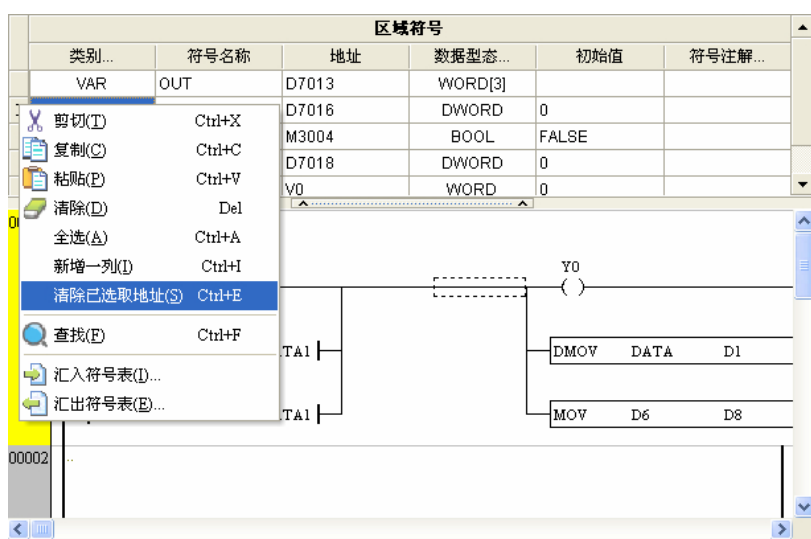 区域符号
类别... 符号名称 地址 数据型态... 初始值 符号注解...
VAR OUT D7013 WORD[3]
D7016 DWORD 0
M3004 BOOL FALSE
D7018 DWORD 0
V0 WORD 0
剪切(T) Ctrl+X
复制(C) Ctrl+C
粘贴(P) Ctrl+V
清除(D) Del
全选(A) Ctrl+A
新增一列(I) Ctrl+I
清除已选取地址(S) Ctrl+E
查找(F) Ctrl+F
汇入符号表(I)...
汇出符号表(E)...
Y0
( )
TA1
DMOV DATA D1
TA1
MOV D6 D8
00002